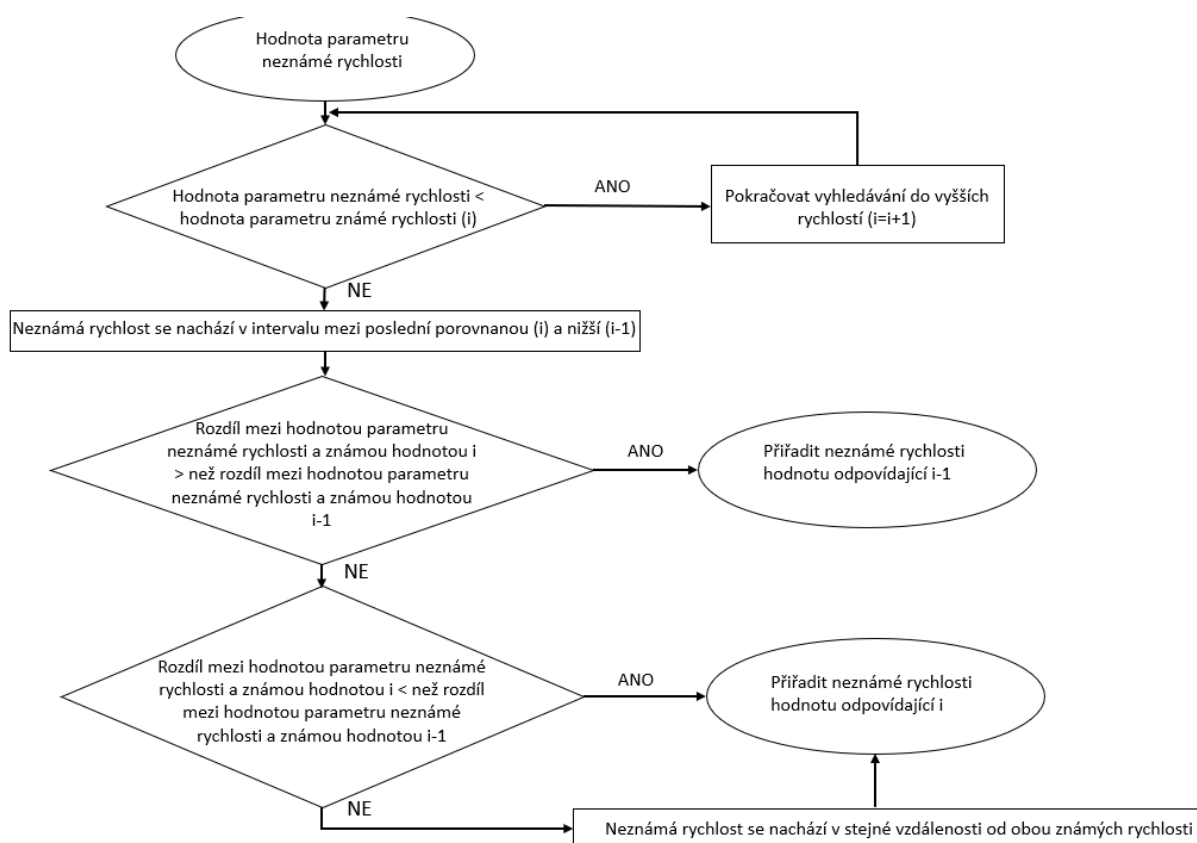 Hodnota parametru
neznámé rychlosti
Hodnota parametru neznámé rychlosti <
hodnota parametru známé rychlosti (i)
ANO
Pokračovat vyhledávání do vyšších
rychlostí (i=i+1)
NE
Neznámá rychlost se nachází v intervalu mezi poslední porovnanou (i) a nižší (i-1)
Rozdíl mezi hodnotou parametru
neznámé rychlosti a známou hodnotou i
> než rozdíl mezi hodnotou parametru
neznámé rychlosti a známou hodnotou
i-1
ANO
Přiřadit neznámé rychlosti
hodnotu odpovídající i-1
NE
Rozdíl mezi hodnotou parametru neznámé
rychlosti a známou hodnotou i < než rozdíl
mezi hodnotou parametru neznámé
rychlosti a známou hodnotou i-1
ANO
Přiřadit neznámé rychlosti
hodnotu odpovídající i
NE
Neznámá rychlost se nachází v stejné vzdálenosti od obou známých rychlosti